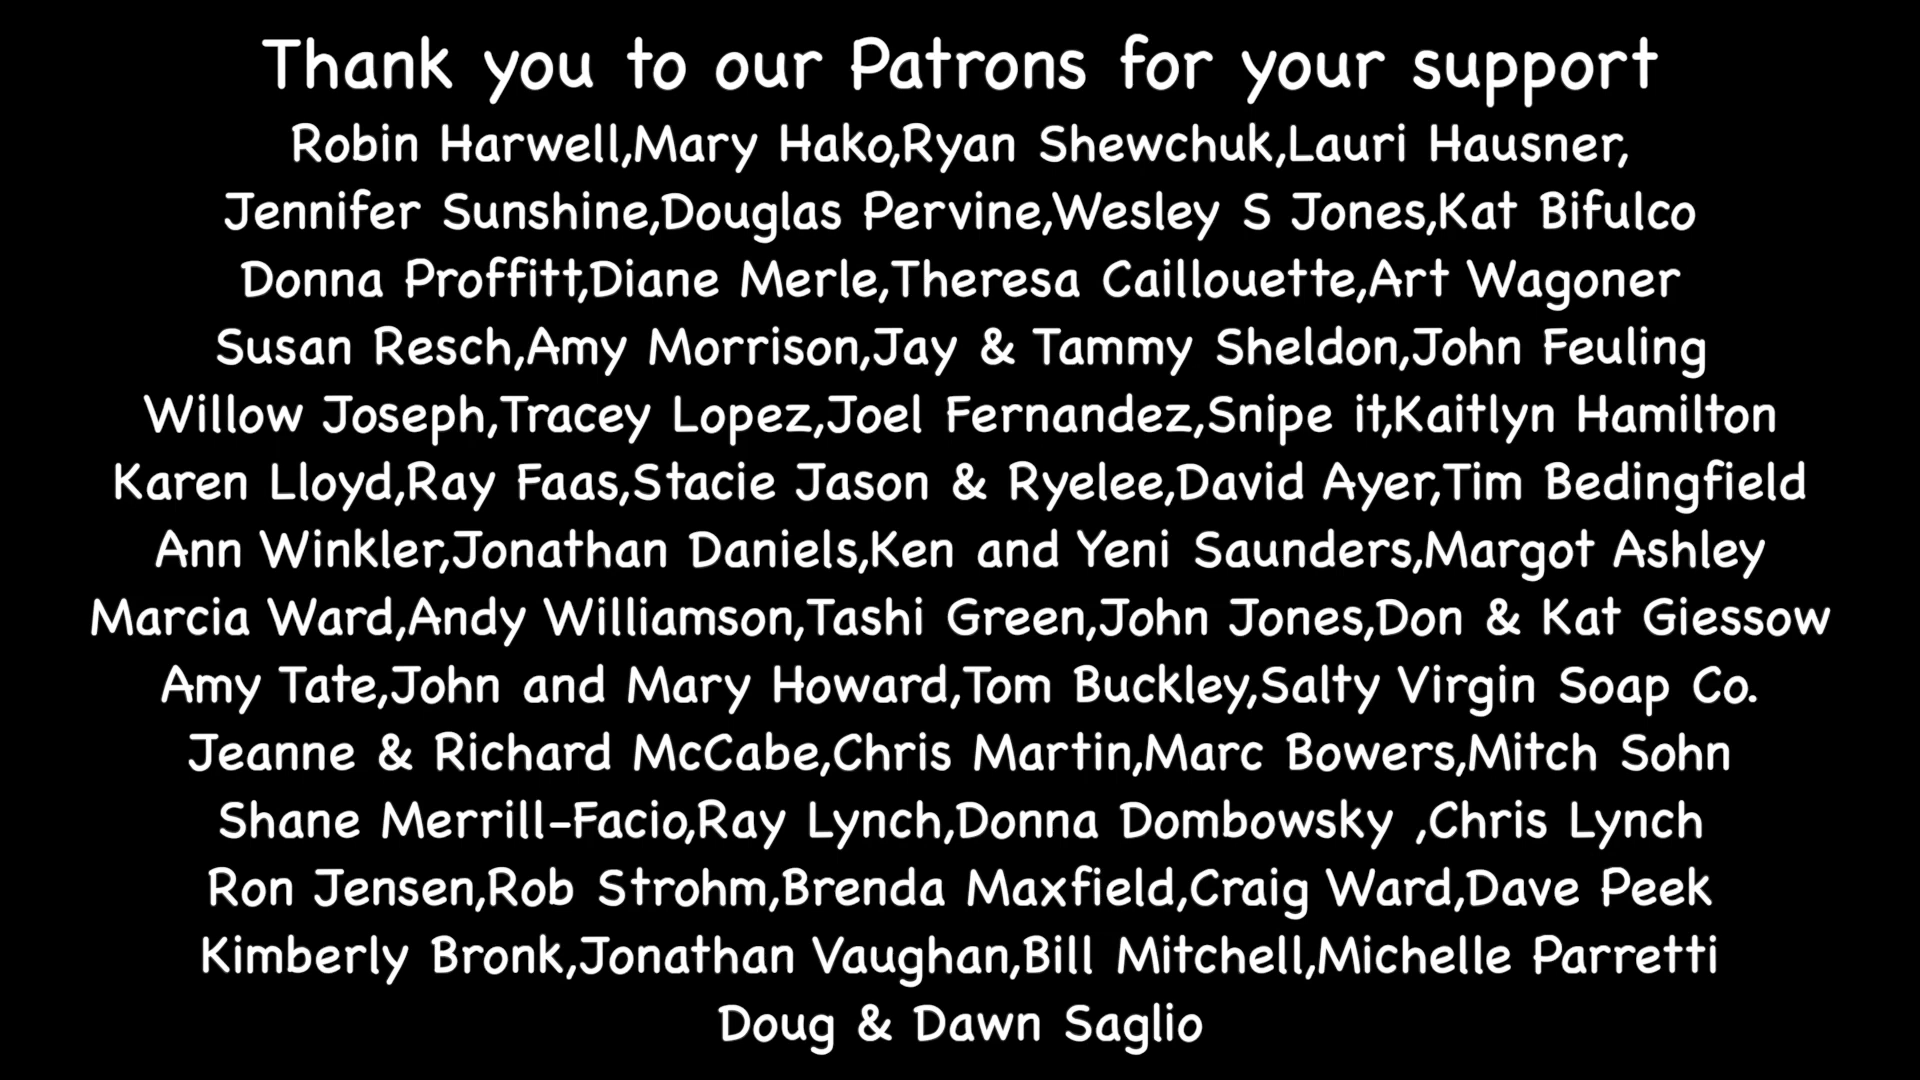 Thank you to our Patrons for your support
Robin Harwell,Mary Hako,Ryan Shewchuk,Lauri Hausner,
Jennifer Sunshine,Douglas Pervine,Wesley S Jones,Kat Bifulco
Donna Proffitt,Diane Merle,Theresa Caillouette,Art Wagoner
Susan Resch,Amy Morrison,Jay & Tammy Sheldon,John Feuling
Willow Joseph,Tracey Lopez,Joel Fernandez,Snipe it,Kaitlyn Hamilton
Karen Lloyd,Ray Faas,Stacie Jason & Ryelee,David Ayer,Tim Bedingfield
Ann Winkler,Jonathan Daniels,Ken and Yeni Saunders,Margot Ashley
Marcia Ward,Andy Williamson,Tashi Green,John Jones,Don & Kat Giessow
Amy Tate,John and Mary Howard,Tom Buckley,Salty Virgin Soap Co.
Jeanne & Richard McCabe,Chris Martin,Marc Bowers,Mitch Sohn
Shane Merrill-Facio,Ray Lynch,Donna Dombowsky ,Chris Lynch
Ron Jensen,Rob Strohm,Brenda Maxfield,Craig Ward,Dave Peek
Kimberly Bronk,Jonathan Vaughan,Bill Mitchell,Michelle Parretti
Doug & Dawn Saglio